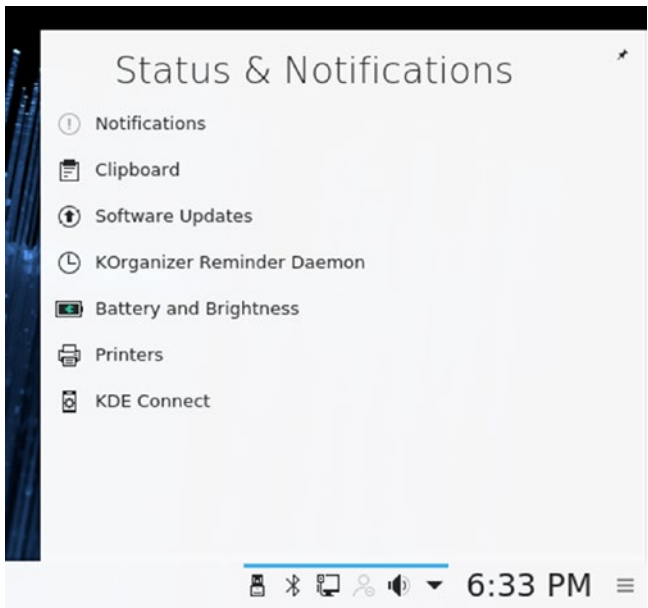 Status & Notifications
Notifications
Clipboard
Software Updates
KOrganizer Reminder Daemon
Battery and Brightness
Printers
KDE Connect
6:33 PM